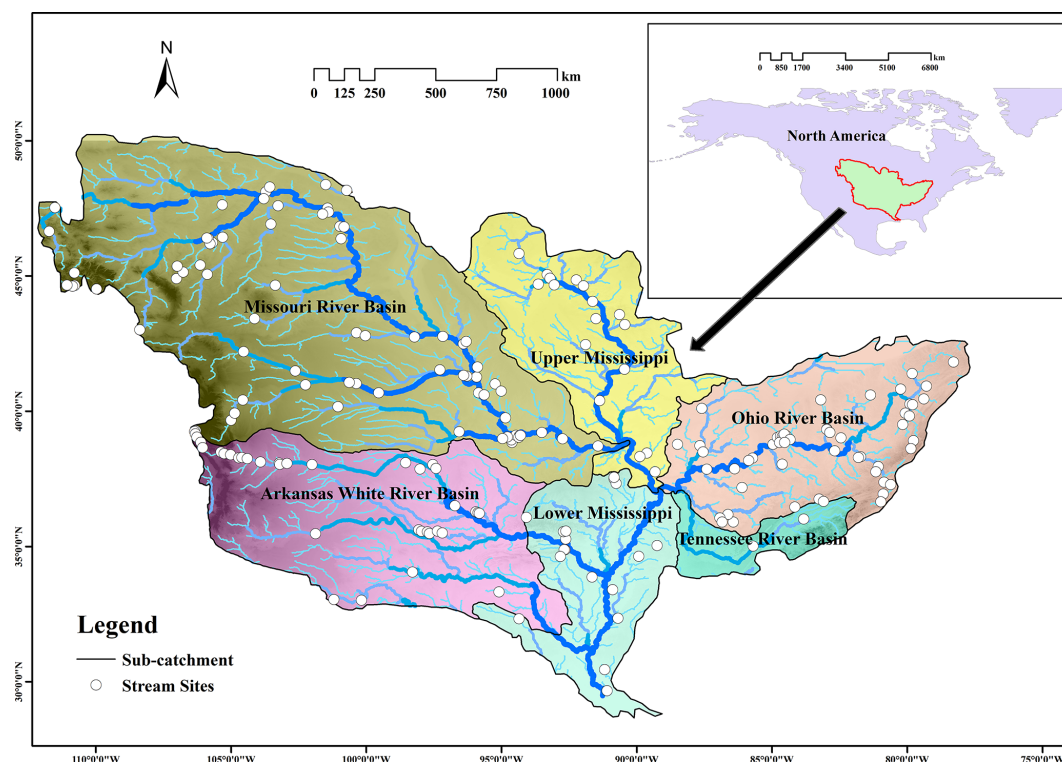 N
km
0 125 250 500 750 1000
km
0 850 1700 3400 5100 6800
North America
50°0'0"N
45°0'0"N
40°0'0"N
35°0'0"N
30°0'0"N
Missouri River Basin
Upper Mississippi
Ohio River Basin
Arkansas White River Basin
Lower Mississippi
Tennessee River Basin
Legend
Sub-catchment
Stream Sites
110°0'0"W 105°0'0"W 100°0'0"W 95°0'0"W 90°0'0"W 85°0'0"W 80°0'0"W 75°0'0"W